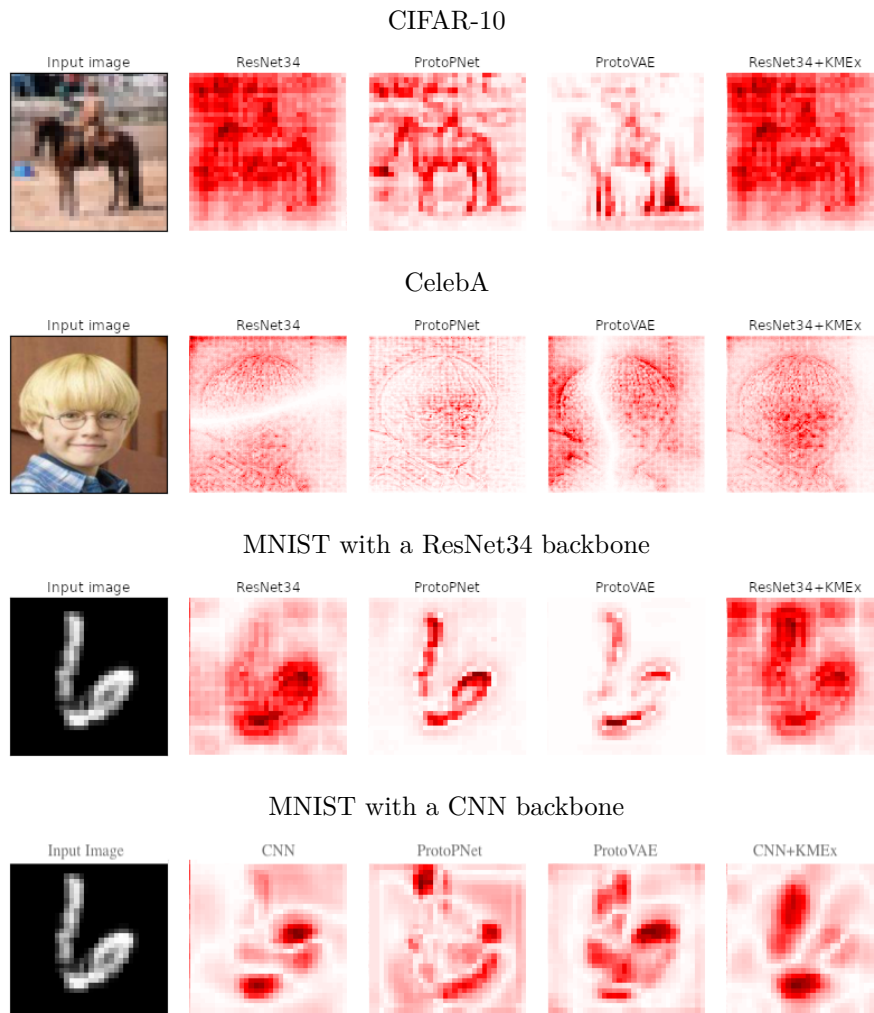 CIFAR-10
Input image ResNet34 ProtoPNet ProtoVAE ResNet34+KMEx
CelebA
Input image ResNet34 ProtoPNet ProtoVAE ResNet34+KMEx
MNIST with a ResNet34 backbone
Input image ResNet34 ProtoPNet ProtoVAE ResNet34+KMEx
MNIST with a CNN backbone
Input Image CNN ProtoPNet ProtoVAE CNN+KMEx